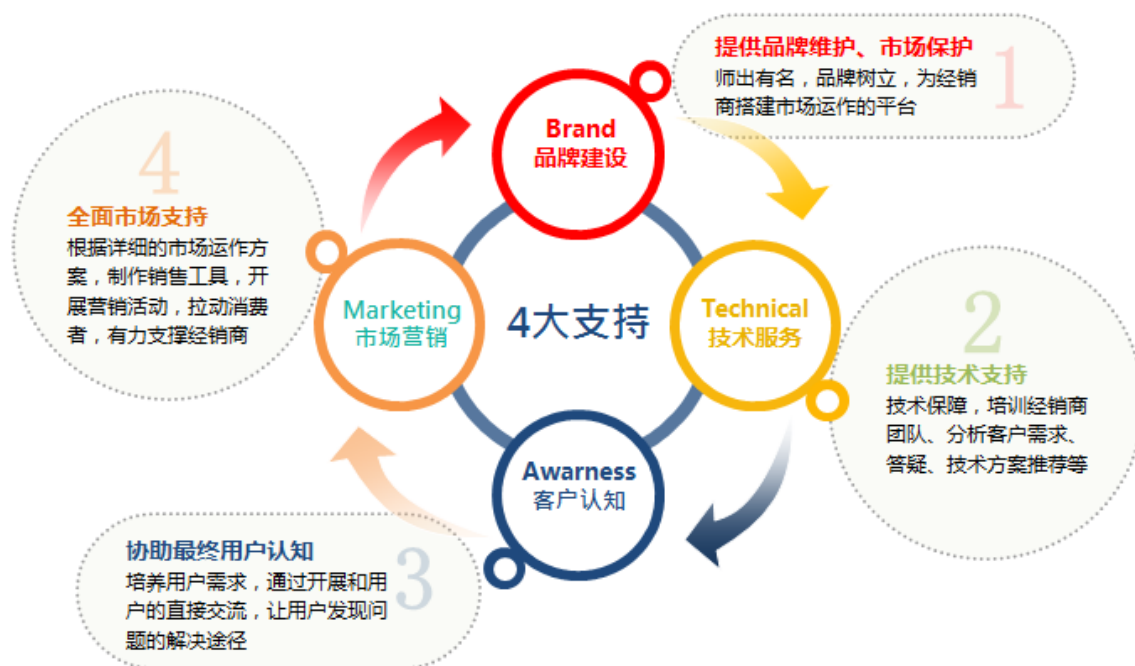 提供品牌维护、市场保护
师出有名，品牌树立，为经销
商搭建市场运作的平台
1
Brand
品牌建设
4
全面市场支持
根据详细的市场运作方
案，制作销售工具，开
展营销活动，拉动消费
者，有力支撑经销商
Marketing
市场营销
4大支持
Technical
技术服务
2
提供技术支持
技术保障，培训经销商
团队、分析客户需求、
答疑、技术方案推荐等
Awarness
客户认知
协助最终用户认知
培养用户需求，通过开展和用
户的直接交流，让用户发现问
题的解决途径
3